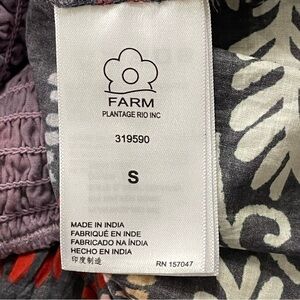 FARM
PLANTAGE RIO INC
319590
S
MADE IN INDIA
FABRIQUÉ EN INDE
FABRICADO NA ÍNDIA
HECHO EN INDIA
印度制造
RN 157047